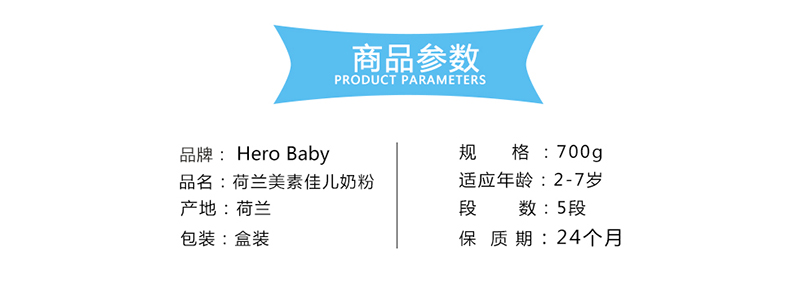 商品参数
PRODUCT PARAMETERS
品牌： Hero Baby
品名：荷兰美素佳儿奶粉
产地：荷兰
包装：盒装
规 格 ：700g
适应年龄：2-7岁
段 数：5段
保 质 期：24个月